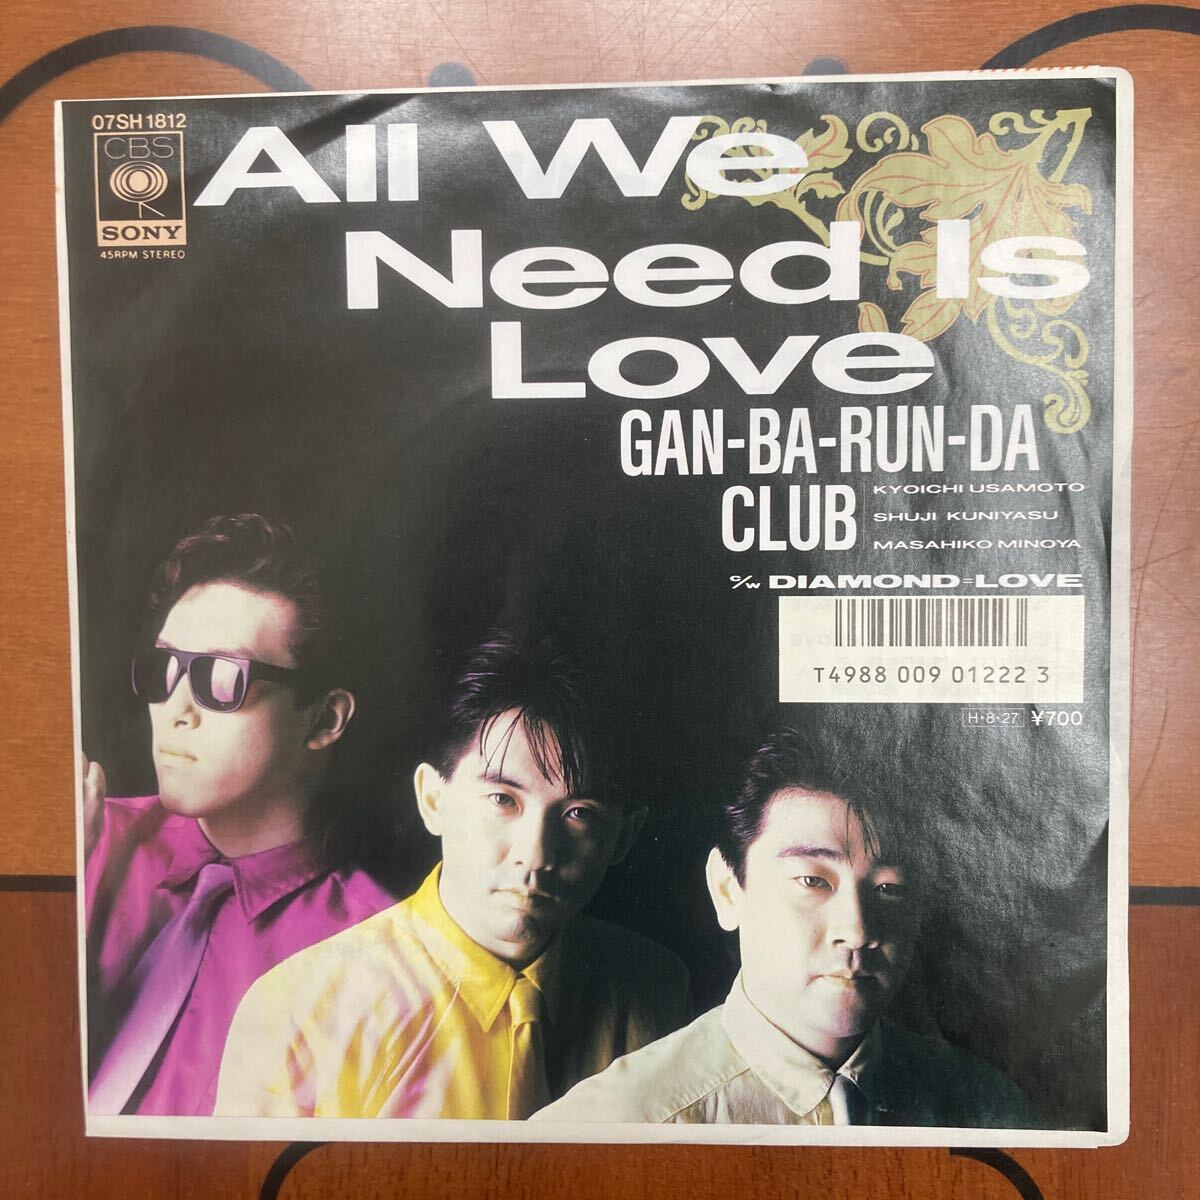 07SH 1812
CBS
SONY
45RPM STEREO
All We
Need Is
Love
GAN-BA-RUN-DA
CLUB
KYOICHI USAMOTO
SHUJI KUNIYASU
MASAHIKO MINOYA
c/w DIAMOND=LOVE
T4988 009 01222 3
H・8・27 ¥700